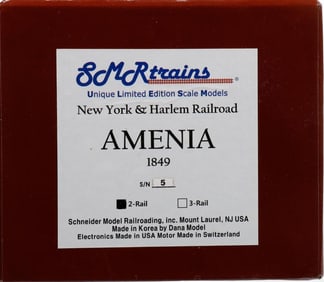 SMRtrains ®
Unique Limited Edition Scale Models
New York & Harlem Railroad
AMENIA
1849
S/N 5
2-Rail 3-Rail
Schneider Model Railroading, inc. Mount Laurel, NJ USA
Made in Korea by Dana Model
Electronics Made in USA Motor Made in Switzerland